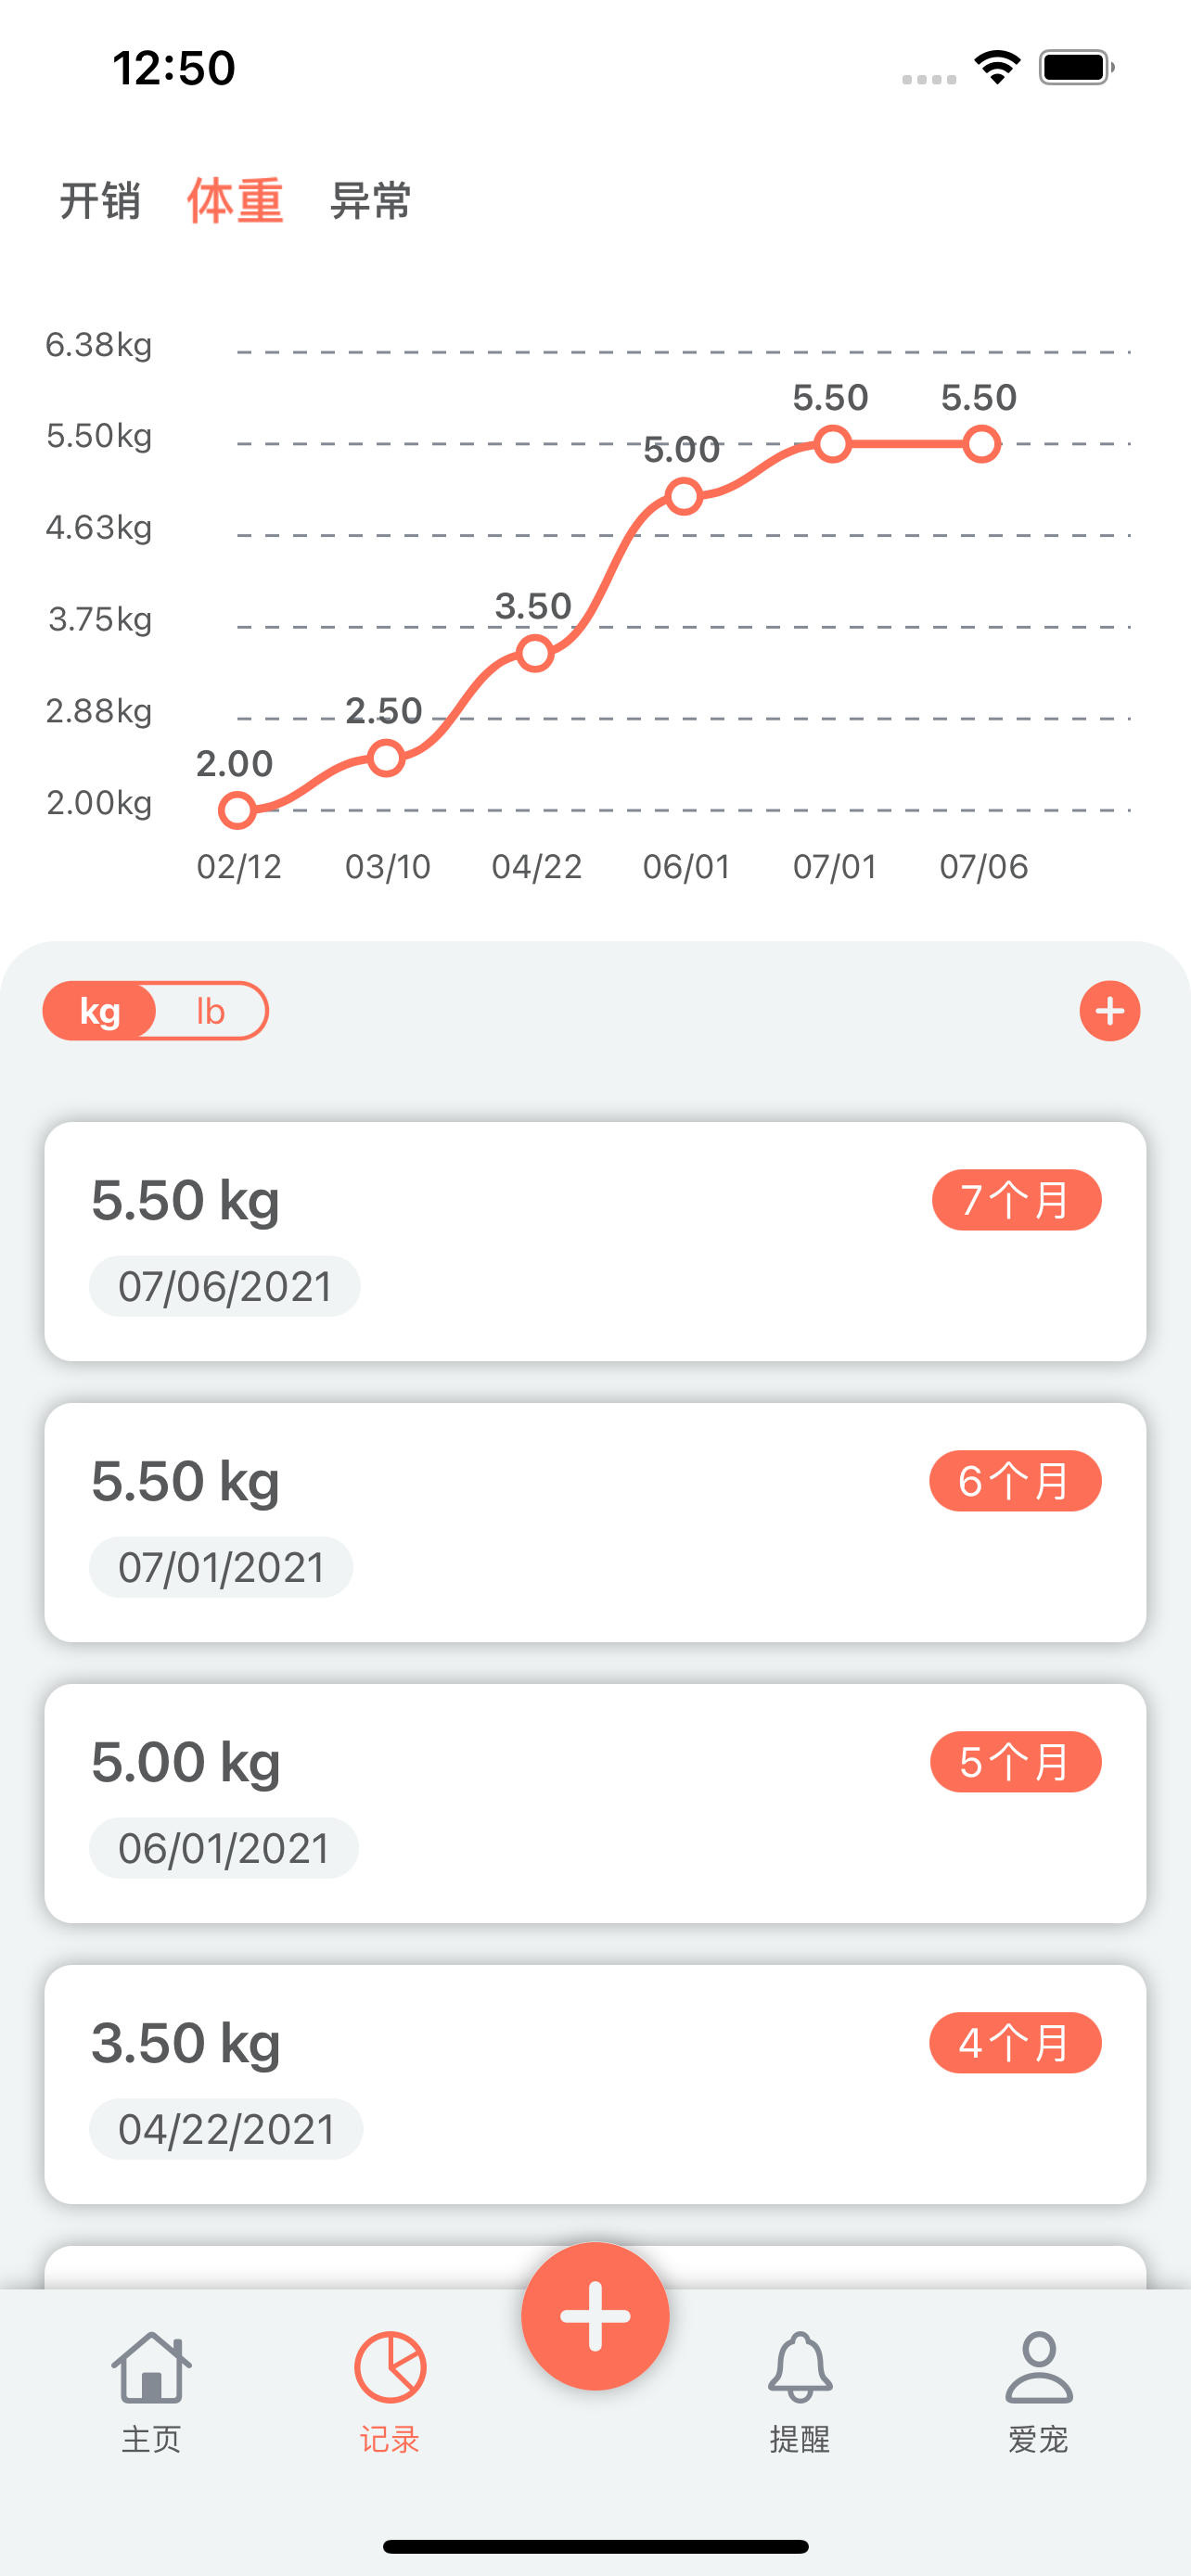 12:50
开销 体重 异常
6.38kg
5.50 5.50
5.50kg
5.00
4.63kg
3.50
3.75kg
2.50
2.88kg
2.00
2.00kg
02/12 03/10 04/22 06/01 07/01 07/06
kg lb
5.50 kg 7个月
07/06/2021
5.50 kg 6个月
07/01/2021
5.00 kg 5个月
06/01/2021
3.50 kg 4个月
04/22/2021
主页 记录 提醒 爱宠